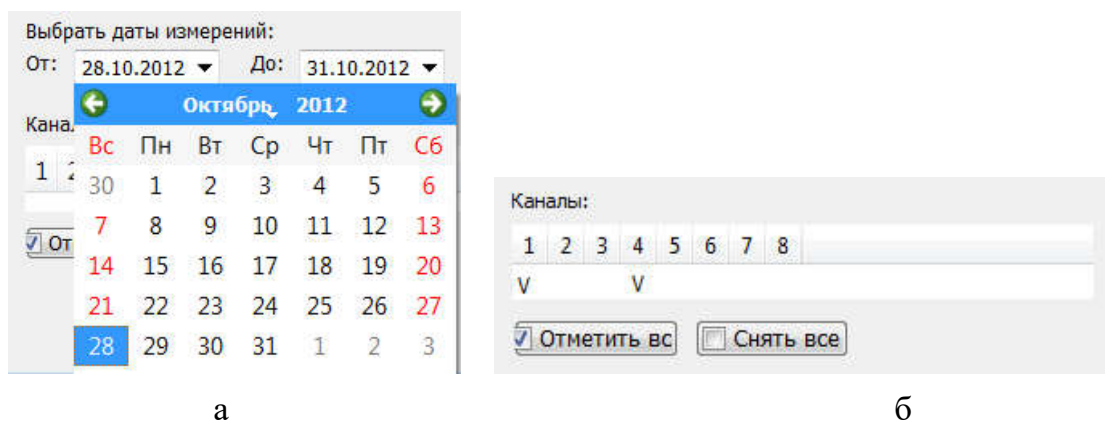 Выбрать даты измерений:
От: 28.10.2012 До: 31.10.2012
Октябрь 2012
Кана
Вс Пн Вт Ср Чт Пт Сб
1
30 1 2 3 4 5 6
7 8 9 10 11 12 13
От
14 15 16 17 18 19 20
21 22 23 24 25 26 27
28 29 30 31 1 2 3
а
Каналы:
1 2 3 4 5 6 7 8
V V
Отметить вс Снять все
б